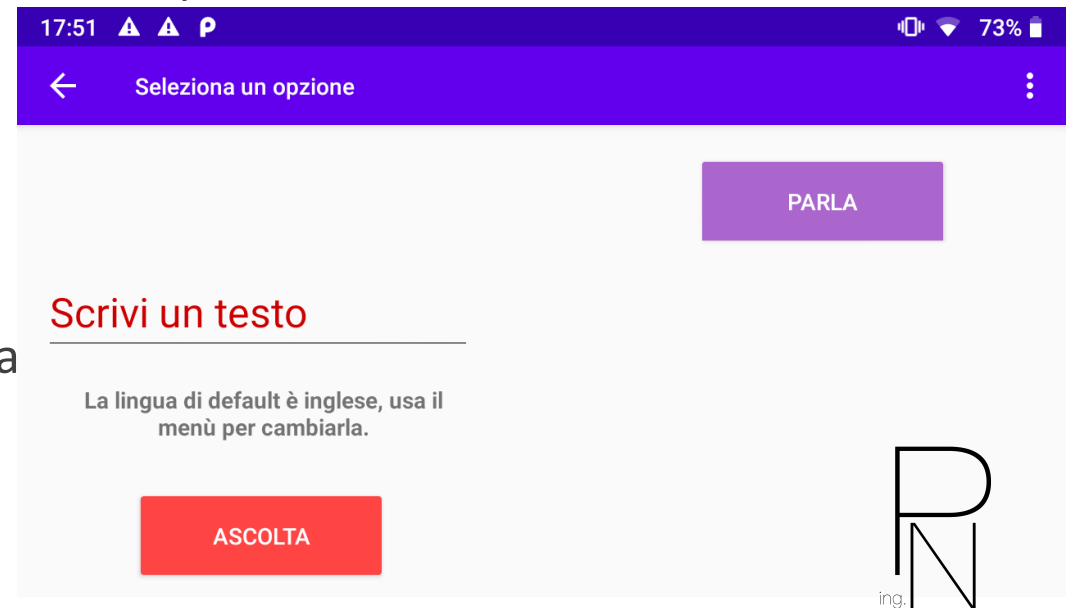 17:51 73%
Seleziona un opzione
PARLA
Scrivi un testo
a
La lingua di default è inglese, usa il
menù per cambiarla.
ASCOLTA
PN
ing.